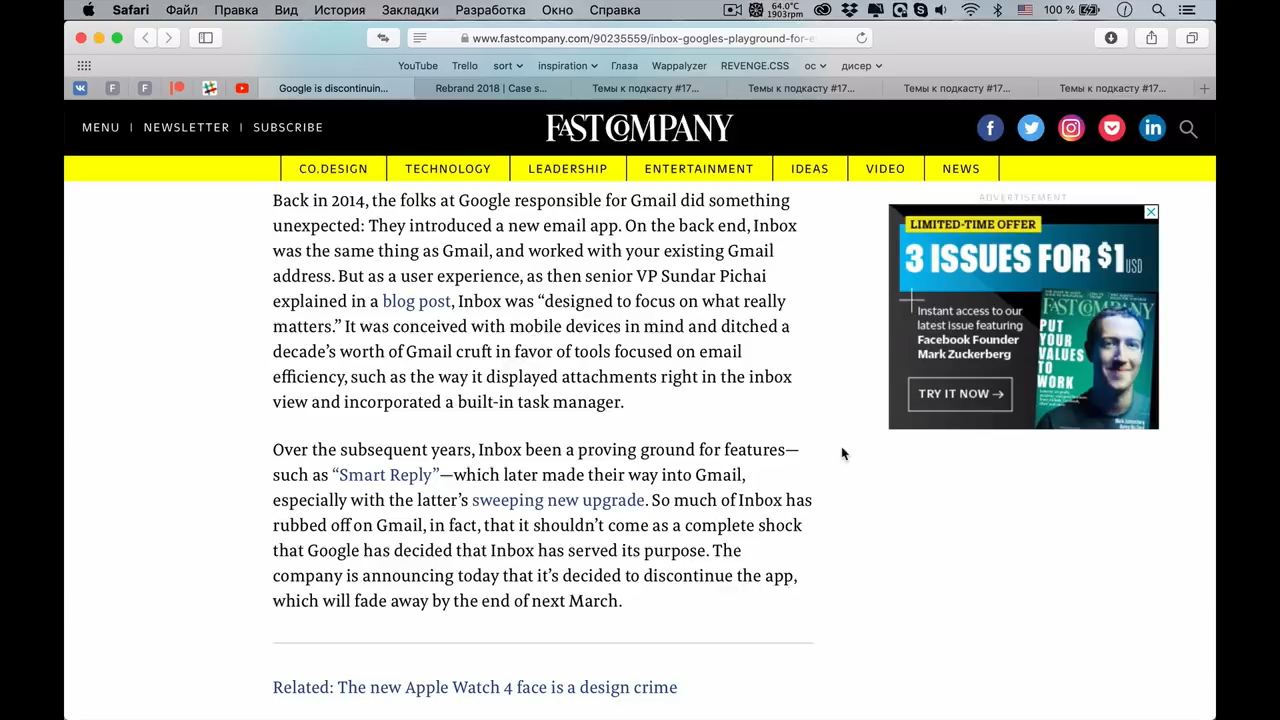 Safari Файл Правка Вид История Закладки Разработка Окно Справка 64.0°C 1903rpm 100 %
www.fastcompany.com/90235559/inbox-googles-playground-for-e
YouTube Trello sort inspiration Глаза Wappalyzer REVENGE.CSS ос дисер
Google is discontinuin... Rebrand 2018 | Case s... Темы к подкасту #17... Темы к подкасту #17... Темы к подкасту #17... Темы к подкасту #17...
MENU | NEWSLETTER | SUBSCRIBE
FAST COMPANY
CO.DESIGN TECHNOLOGY LEADERSHIP ENTERTAINMENT IDEAS VIDEO NEWS
Back in 2014, the folks at Google responsible for Gmail did something
unexpected: They introduced a new email app. On the back end, Inbox
was the same thing as Gmail, and worked with your existing Gmail
address. But as a user experience, as then senior VP Sundar Pichai
explained in a blog post, Inbox was “designed to focus on what really
matters.” It was conceived with mobile devices in mind and ditched a
decade’s worth of Gmail cruft in favor of tools focused on email
efficiency, such as the way it displayed attachments right in the inbox
view and incorporated a built-in task manager.
Over the subsequent years, Inbox been a proving ground for features—
such as “Smart Reply”—which later made their way into Gmail,
especially with the latter’s sweeping new upgrade. So much of Inbox has
rubbed off on Gmail, in fact, that it shouldn’t come as a complete shock
that Google has decided that Inbox has served its purpose. The
company is announcing today that it’s decided to discontinue the app,
which will fade away by the end of next March.
Related: The new Apple Watch 4 face is a design crime
ADVERTISEMENT
LIMITED-TIME OFFER
3 ISSUES FOR $1USD
Instant access to our
latest issue featuring
Facebook Founder
Mark Zuckerberg
TRY IT NOW →
FAST COMPANY
PUT
YOUR
VALUES
TO
WORK